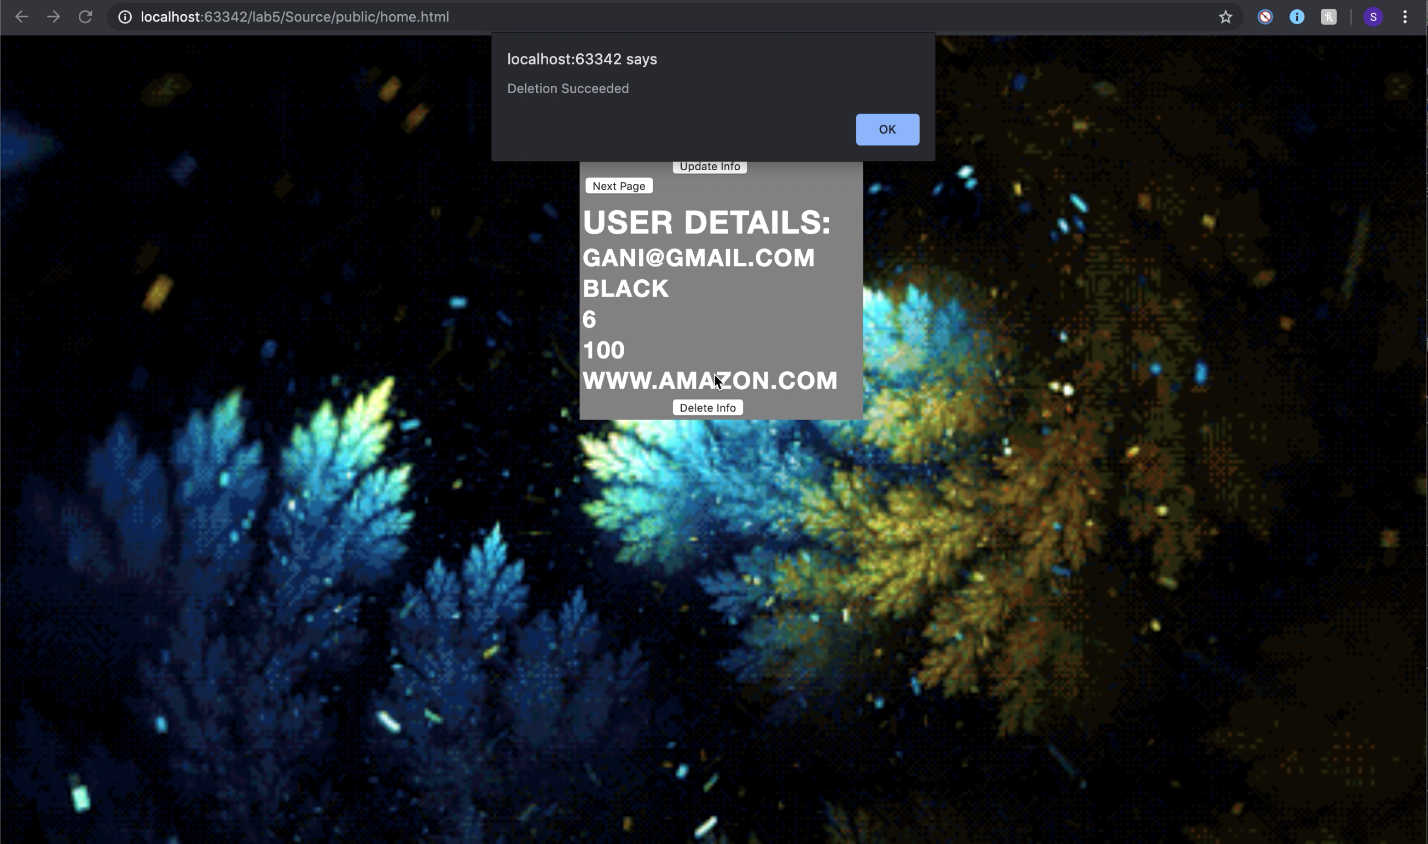 localhost:63342/lab5/Source/public/home.html
S
localhost:63342 says
Deletion Succeeded
OK
Update Info
Next Page
USER DETAILS:
GANI@GMAIL.COM
BLACK
6
100
WWW.AMAZON.COM
Delete Info